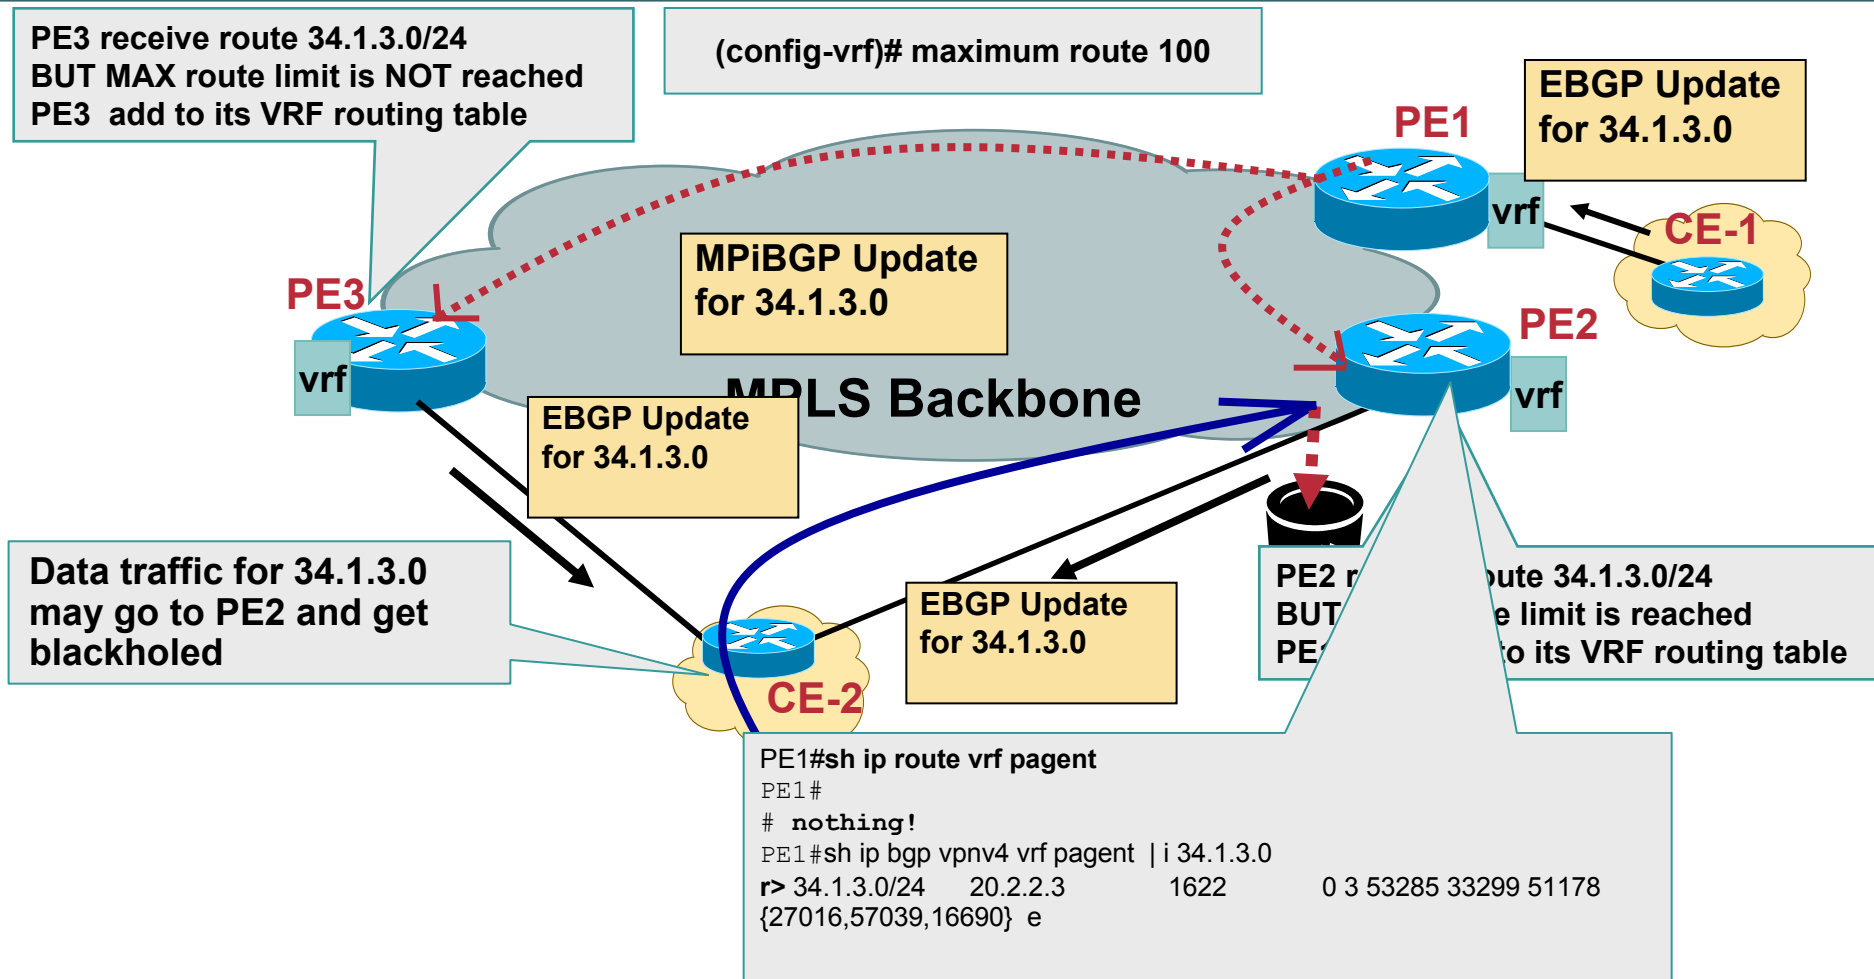 PE3 receive route 34.1.3.0/24
BUT MAX route limit is NOT reached
PE3  add to its VRF routing table
(config-vrf)# maximum route 100
EBGP Update
for 34.1.3.0
PE1
vrf
CE-1
MPiBGP Update
for 34.1.3.0
PE3
vrf
PE2
vrf
MPLS Backbone
EBGP Update
for 34.1.3.0
Data traffic for 34.1.3.0
may go to PE2 and get
blackholed
EBGP Update
for 34.1.3.0
PE2 route 34.1.3.0/24
BUT limit is reached
its VRF routing table
CE-2
PE1#sh ip route vrf pagent
PE1#
# nothing!
PE1#sh ip bgp vpnv4 vrf pagent  | i 34.1.3.0
r> 34.1.3.0/24 20.2.2.3 1622 0 3 53285 33299 51178
{27016,57039,16690}  e